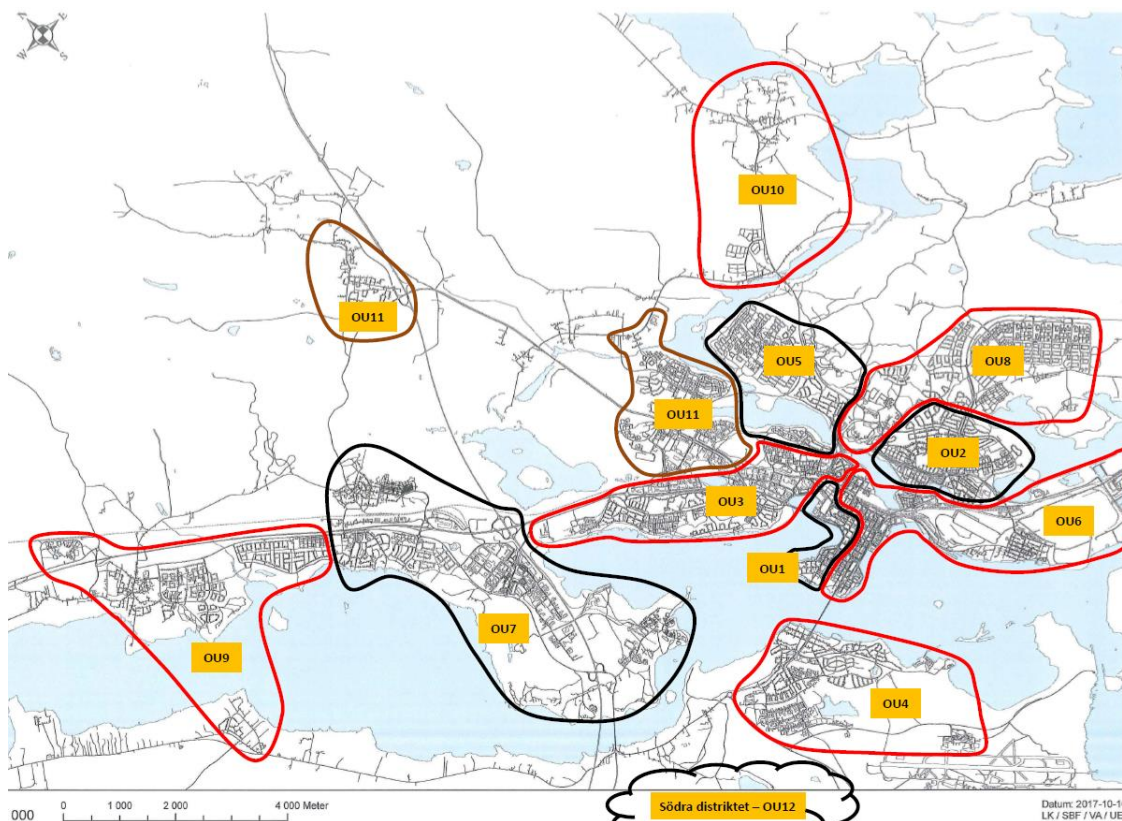 E
W
S
OU10
OU11
OU5
OU8
OU11
OU2
OU3
OU6
OU1
OU7
OU9
OU4
Södra distriktet – OU12
0 1 000 2 000 4 000 Meter
000
Datum: 2017-10-10
LK / SBF / VA / UE